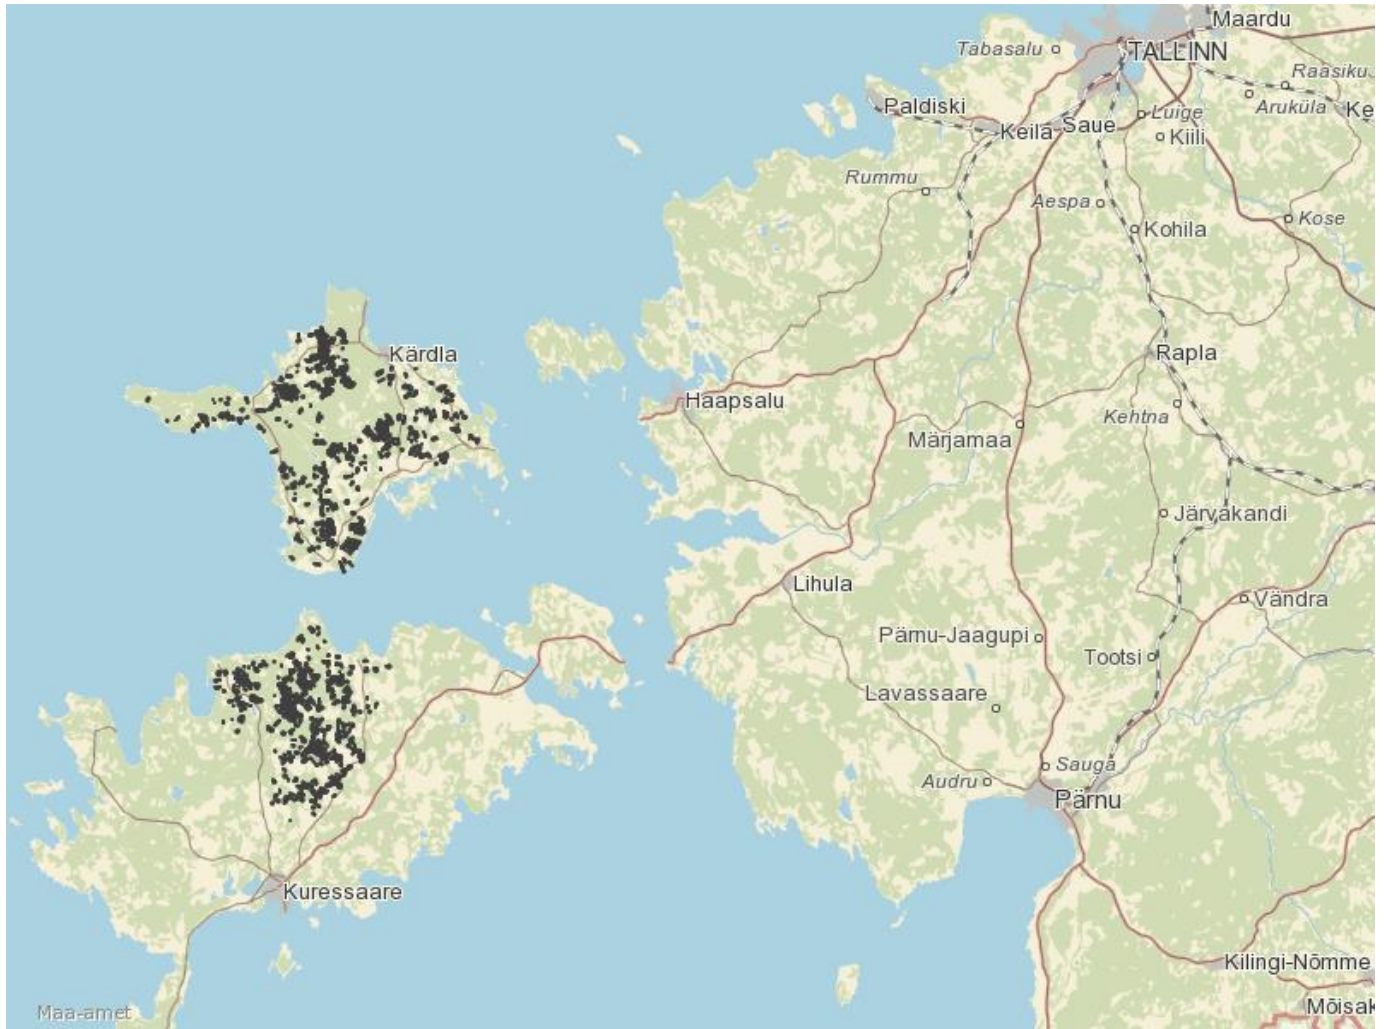 Maardu
TALLINN
Tabasalu
Raasiku
Aruküla
Ke
Paldiski
Keila
Saue
Luige
Kiili
Rummu
Aespa
Kose
Kohila
Kärdla
Rapla
Haapsalu
Kehtna
Märjamaa
Järvakandi
Lihula
Vändra
Pärnu-Jaagupi
Tootsi
Lavassaare
Sauga
Audru
Pärnu
Kuressaare
Kilingi-Nõmme
Maa-amet
Mõisak